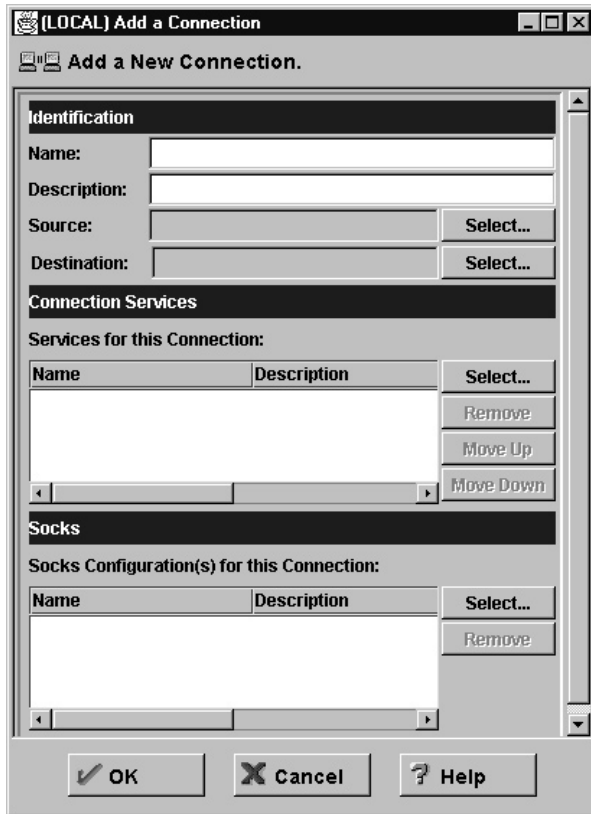 (LOCAL) Add a Connection
Add a New Connection.
Identification
Name:
Description:
Source: Select...
Destination: Select...
Connection Services
Services for this Connection:
Name Description Select...
Remove
Move Up
Move Down
Socks
Socks Configuration(s) for this Connection:
Name Description Select...
Remove
OK Cancel Help